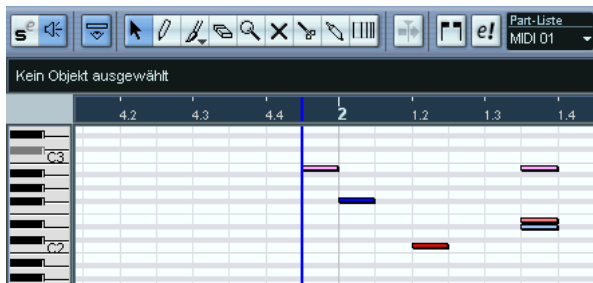 se
e!
Part-Liste
MIDI 01
Kein Objekt ausgewählt
4.2 4.3 4.4 2 1.2 1.3 1.4
C3
C2